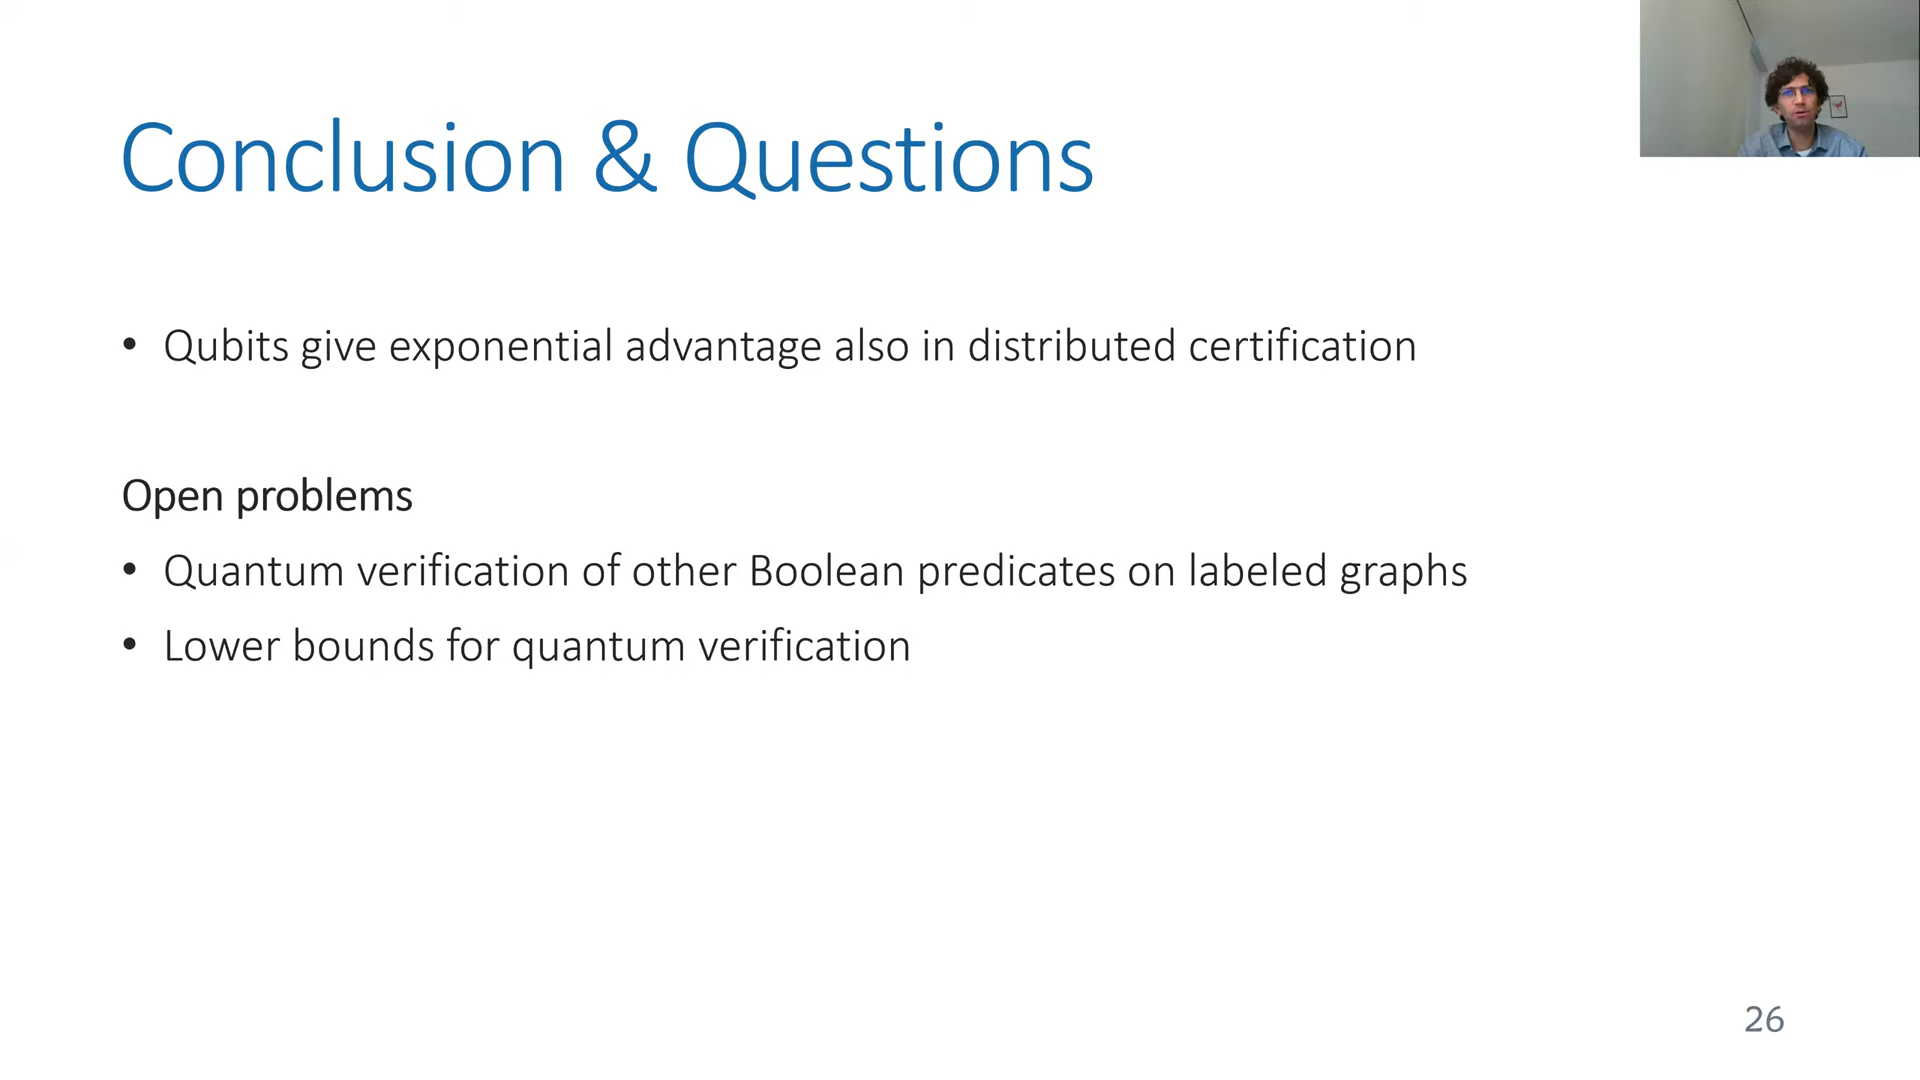 Conclusion & Questions
• Qubits give exponential advantage also in distributed certification
Open problems
• Quantum verification of other Boolean predicates on labeled graphs
• Lower bounds for quantum verification
26